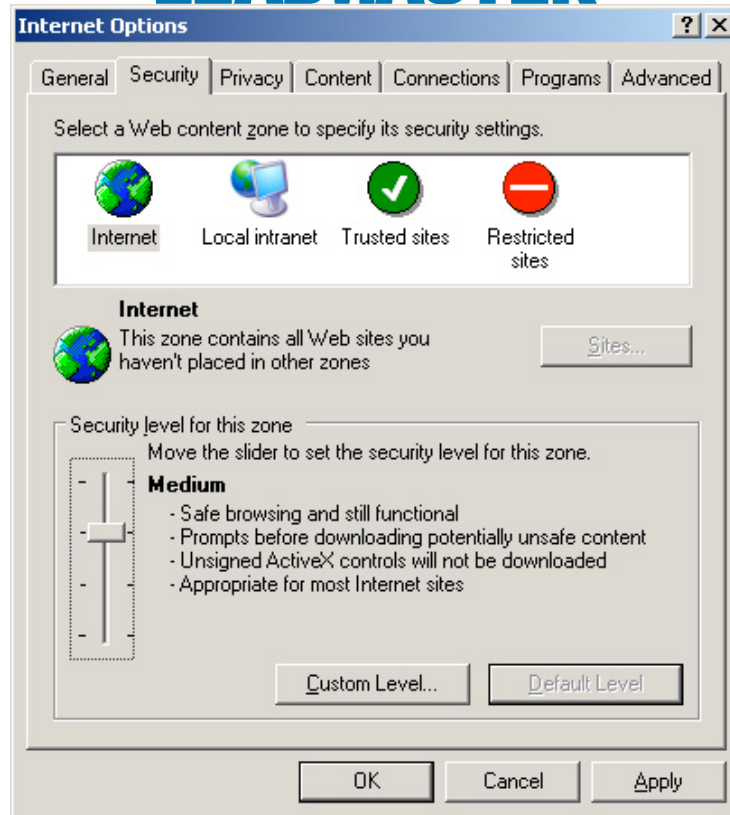 LEADMASTER
Internet Options
General Security Privacy Content Connections Programs Advanced
Select a Web content zone to specify its security settings.
Internet Local intranet Trusted sites Restricted sites
Internet
This zone contains all Web sites you
haven't placed in other zones
Sites...
Security level for this zone
Move the slider to set the security level for this zone.
Medium
- Safe browsing and still functional
- Prompts before downloading potentially unsafe content
- Unsigned ActiveX controls will not be downloaded
- Appropriate for most Internet sites
Custom Level... Default Level
OK Cancel Apply